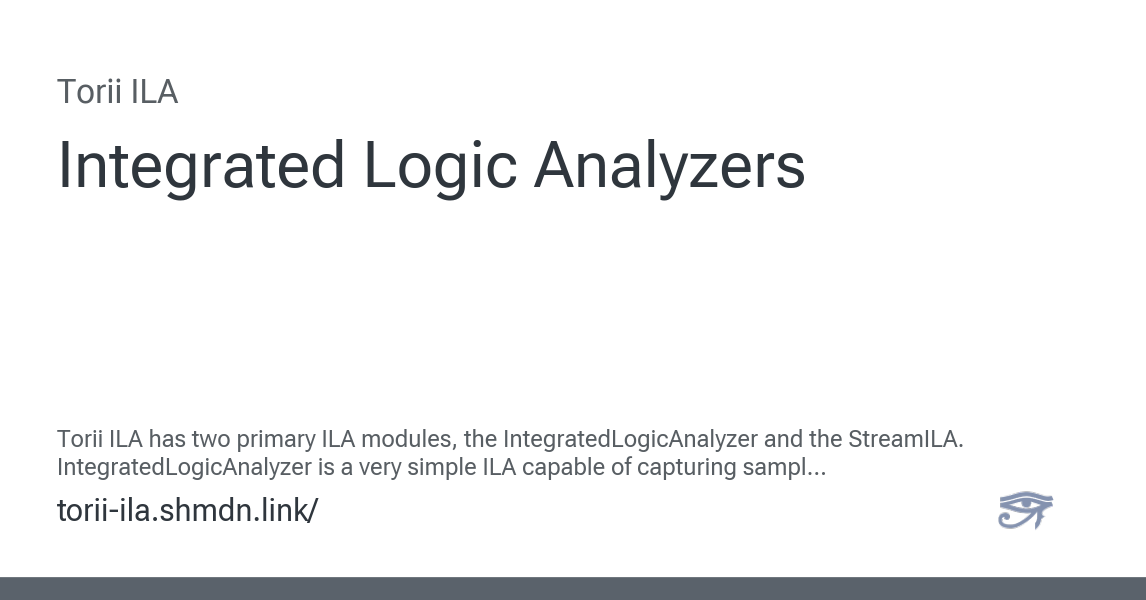 Torii ILA
Integrated Logic Analyzers
Torii ILA has two primary ILA modules, the IntegratedLogicAnalyzer and the StreamILA.
IntegratedLogicAnalyzer is a very simple ILA capable of capturing sampl...
torii-ila.shmdn.link/